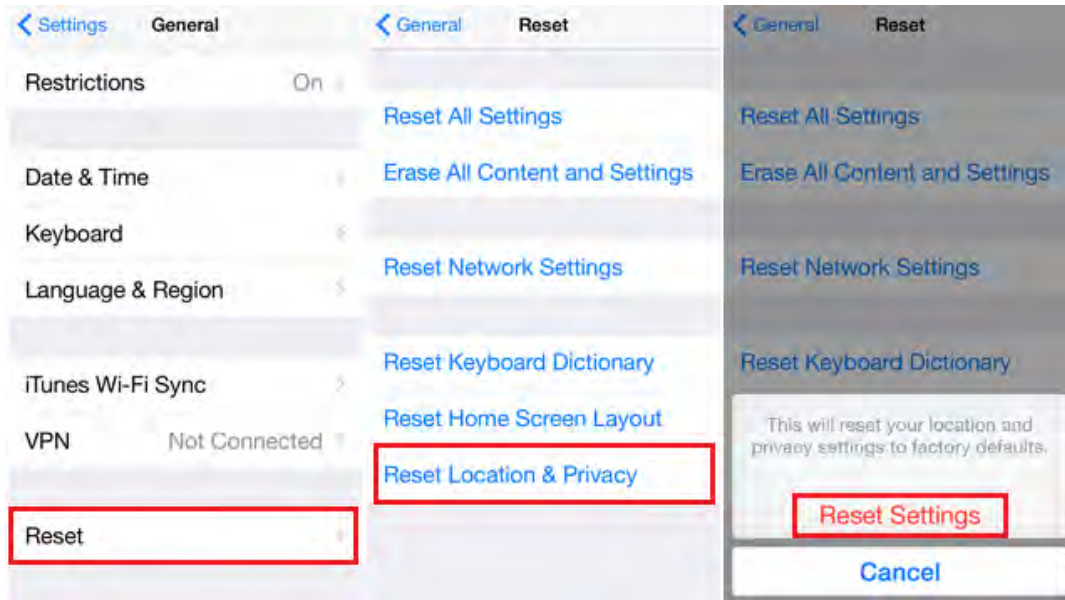 Settings General
Restrictions On
Date & Time
Keyboard
Language & Region
iTunes Wi-Fi Sync
VPN Not Connected
Reset
General Reset
Reset All Settings
Erase All Content and Settings
Reset Network Settings
Reset Keyboard Dictionary
Reset Home Screen Layout
Reset Location & Privacy
General Reset
Reset All Settings
Erase All Content and Settings
Reset Network Settings
Reset Keyboard Dictionary
This will reset your location and
privacy settings to factory defaults.
Reset Settings
Cancel